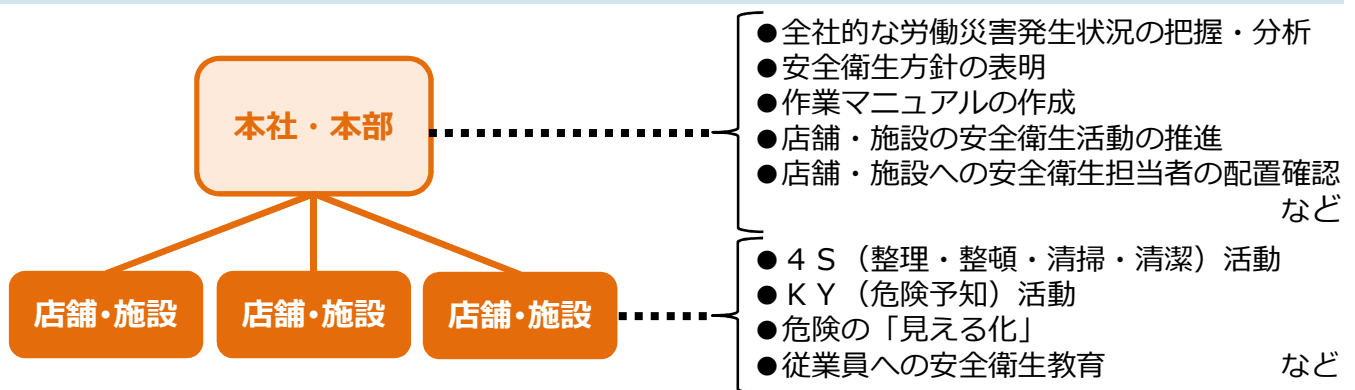 本社・本部
●全社的な労働災害発生状況の把握・分析
●安全衛生方針の表明
●作業マニュアルの作成
●店舗・施設の安全衛生活動の推進
●店舗・施設への安全衛生担当者の配置確認
など
店舗・施設
店舗・施設
店舗・施設
●４Ｓ（整理・整頓・清掃・清潔）活動
●ＫＹ（危険予知）活動
●危険の「見える化」
●従業員への安全衛生教育 など